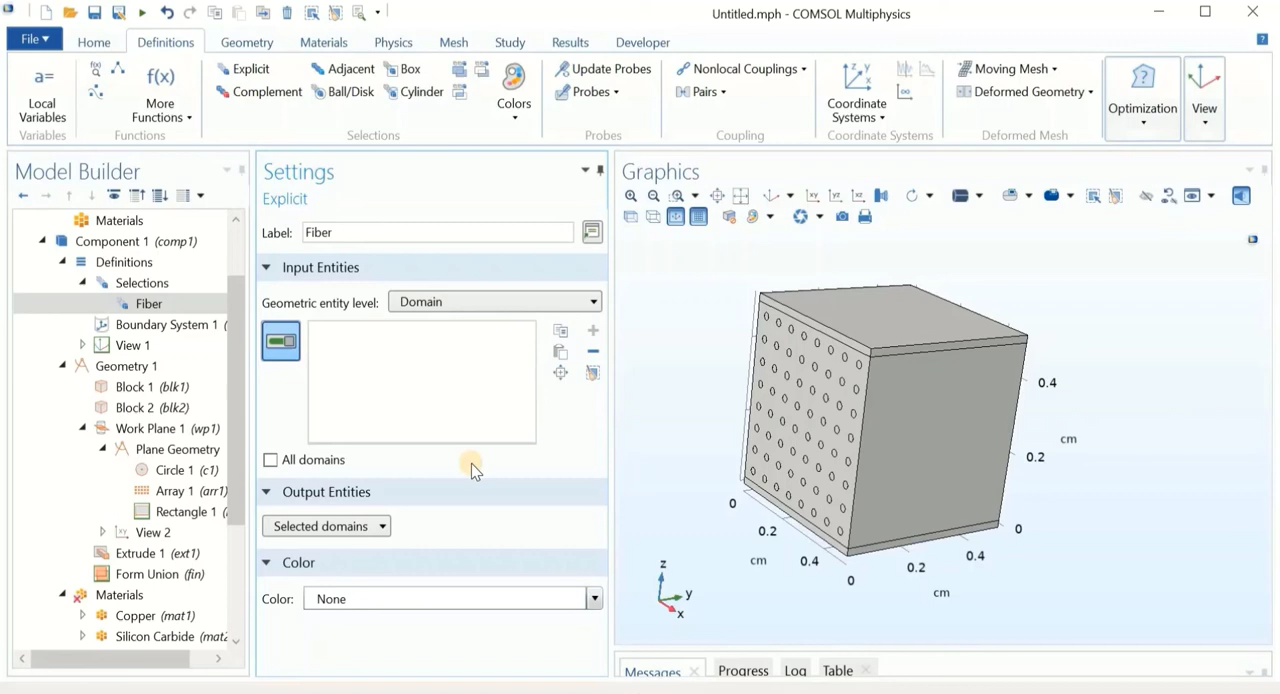 Untitled.mph - COMSOL Multiphysics
File Home Definitions Geometry Materials Physics Mesh Study Results Developer
a= Local Variables
Variables
f(x) More Functions
Functions
Explicit Adjacent Box
Complement Ball/Disk Cylinder
Colors
Selections
Update Probes
Probes
Probes
Nonlocal Couplings
Pairs
Coupling
Coordinate Systems
Coordinate Systems
Moving Mesh
Deformed Geometry
Deformed Mesh
Optimization
View
Model Builder
Materials
Component 1 (comp1)
Definitions
Selections
Fiber
Boundary System 1 (
View 1
Geometry 1
Block 1 (blk1)
Block 2 (blk2)
Work Plane 1 (wp1)
Plane Geometry
Circle 1 (c1)
Array 1 (arr1)
Rectangle 1 (
View 2
Extrude 1 (ext1)
Form Union (fin)
Materials
Copper (mat1)
Silicon Carbide (mat2
Settings
Explicit
Label: Fiber
Input Entities
Geometric entity level: Domain
All domains
Output Entities
Selected domains
Color
Color: None
Graphics
0.4
cm
0.2
0
0
0.2
cm
0.4
0
0.2
0.4
cm
z
y
x
Messages Progress Log Table